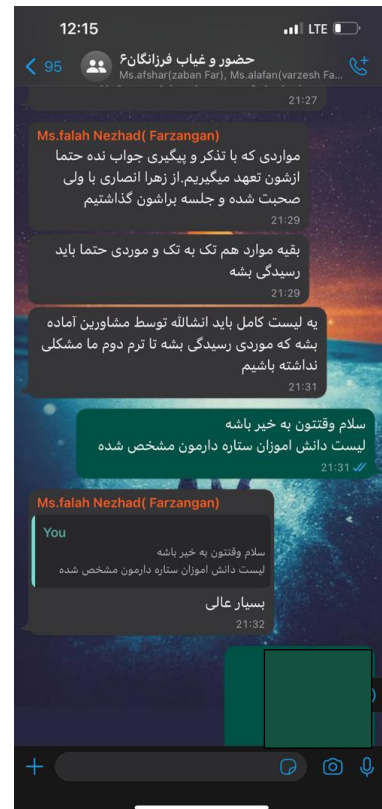 12:15
LTE
95
حضور و غیاب فرزانگان۶
Ms.afshar(zaban Far), Ms.alafan(varzesh Fa...
21:27
Ms.falah Nezhad( Farzangan)
مواردی که با تذکر و پیگیری جواب نده حتما
ازشون تعهد میگیریم.از زهرا انصاری با ولی
صحبت شده و جلسه براشون گذاشتیم
21:29
بقیه موارد هم تک به تک و موردی حتما باید
رسیدگی بشه
21:29
یه لیست کامل باید انشالله توسط مشاورین آماده
بشه که موردی رسیدگی بشه تا ترم دوم ما مشکلی
نداشته باشیم
21:31
سلام وقتتون به خیر باشه
لیست دانش اموزان ستاره دارمون مشخص شده
21:31
Ms.falah Nezhad( Farzangan)
You
سلام وقتتون به خیر باشه
لیست دانش اموزان ستاره دارمون مشخص شده
بسیار عالی
21:32